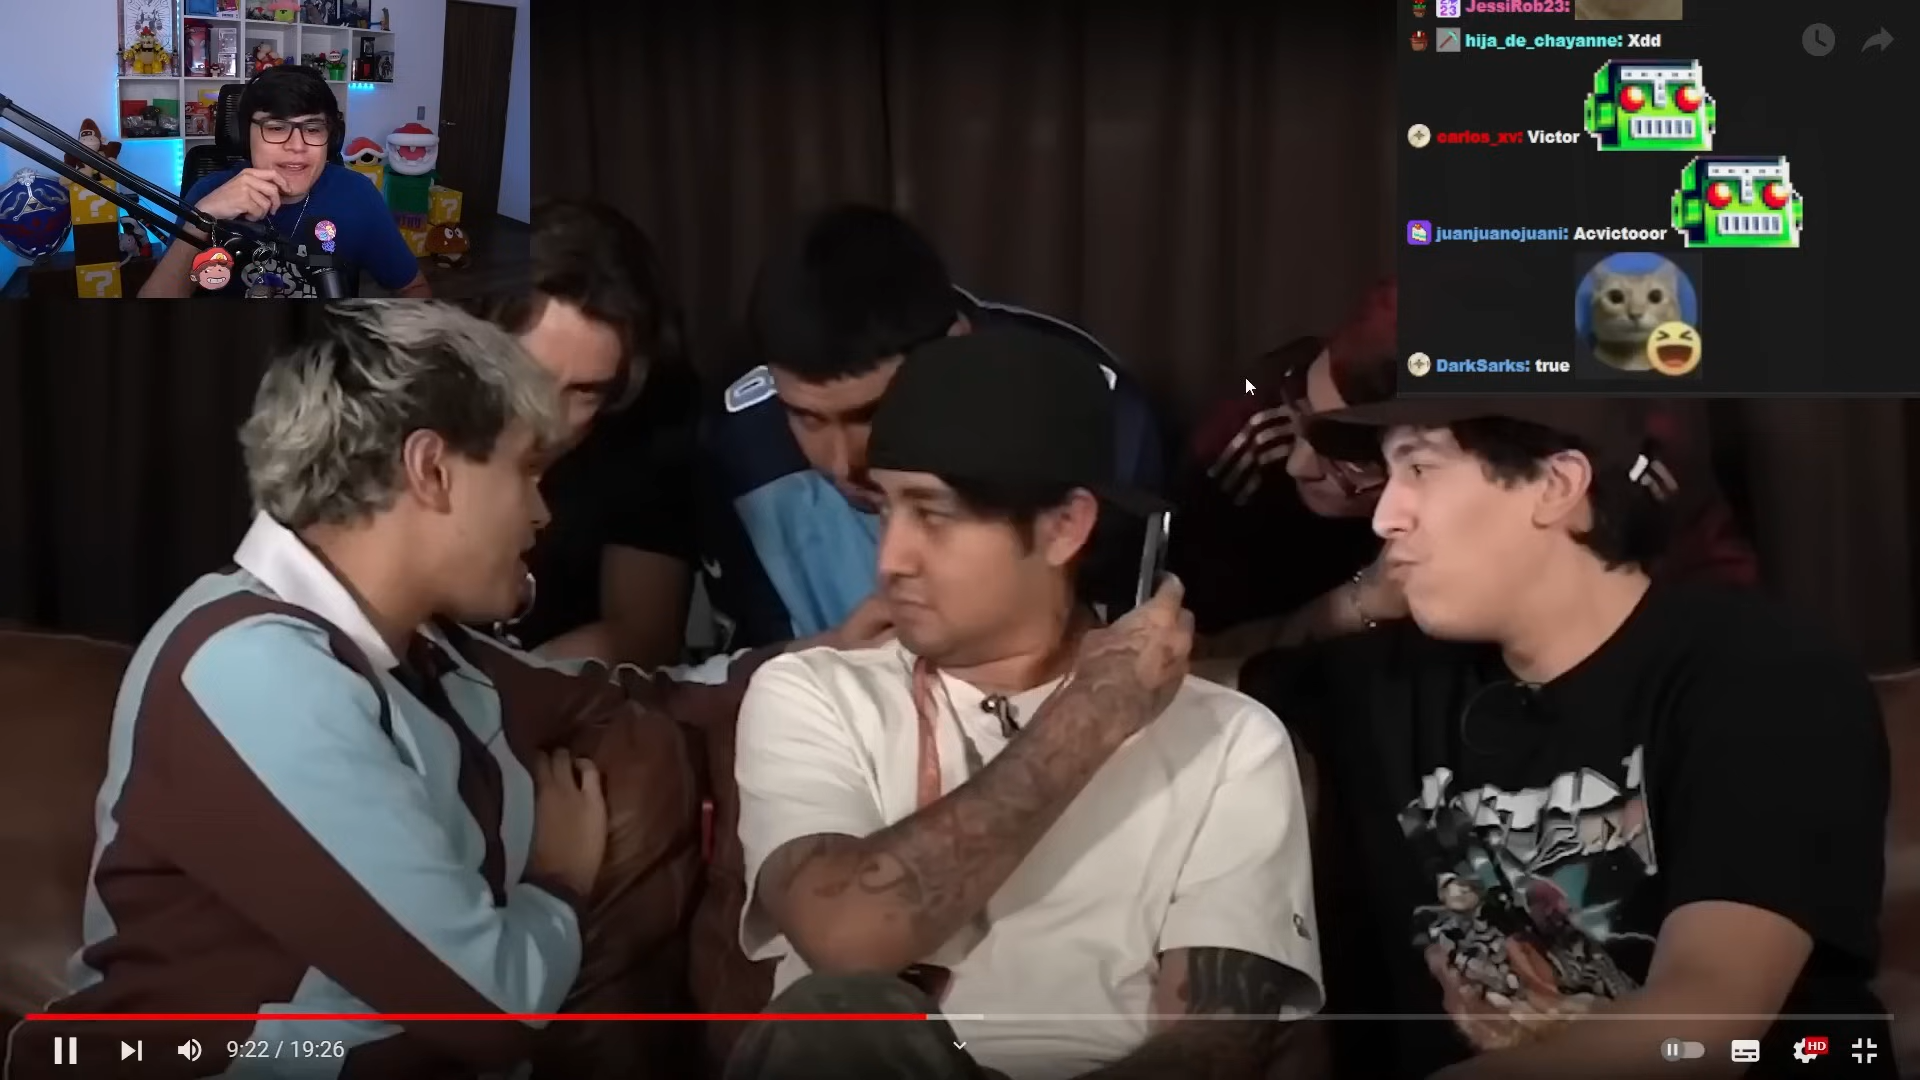 JessiRob23:
hija_de_chayanne: Xdd
carlos_xv: Victor
juanjuanojuani: Acvictooor
DarkSarks: true
9:22 / 19:26
HD